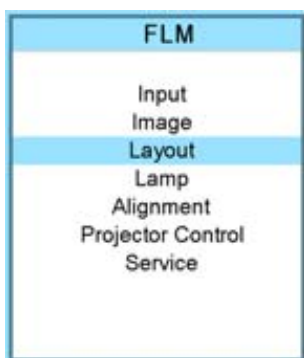 FLM
Input
Image
Layout
Lamp
Alignment
Projector Control
Service